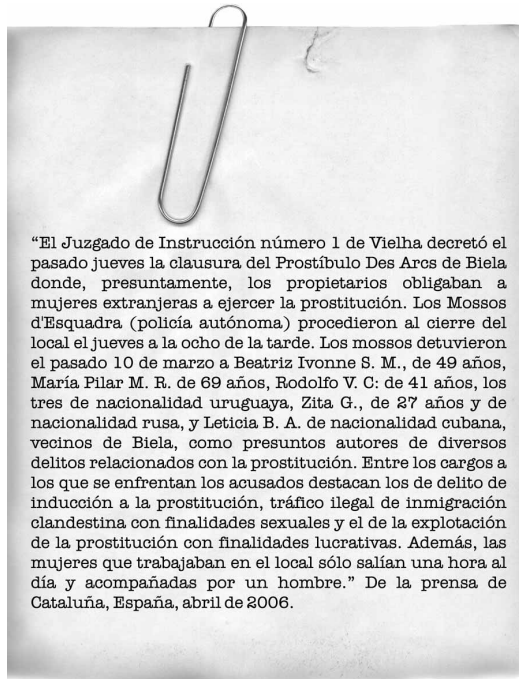 “El Juzgado de Instrucción número 1 de Vielha decretó el
pasado jueves la clausura del Prostíbulo Des Arcs de Biela
donde, presuntamente, los propietarios obligaban a
mujeres extranjeras a ejercer la prostitución. Los Mossos
d'Esquadra (policía autónoma) procedieron al cierre del
local el jueves a la ocho de la tarde. Los mossos detuvieron
el pasado 10 de marzo a Beatriz Ivonne S. M., de 49 años,
María Pilar M. R. de 69 años, Rodolfo V. C: de 41 años, los
tres de nacionalidad uruguaya, Zita G., de 27 años y de
nacionalidad rusa, y Leticia B. A. de nacionalidad cubana,
vecinos de Biela, como presuntos autores de diversos
delitos relacionados con la prostitución. Entre los cargos a
los que se enfrentan los acusados destacan los de delito de
inducción a la prostitución, tráfico ilegal de inmigración
clandestina con finalidades sexuales y el de la explotación
de la prostitución con finalidades lucrativas. Además, las
mujeres que trabajaban en el local sólo salían una hora al
día y acompañadas por un hombre.” De la prensa de
Cataluña, España, abril de 2006.